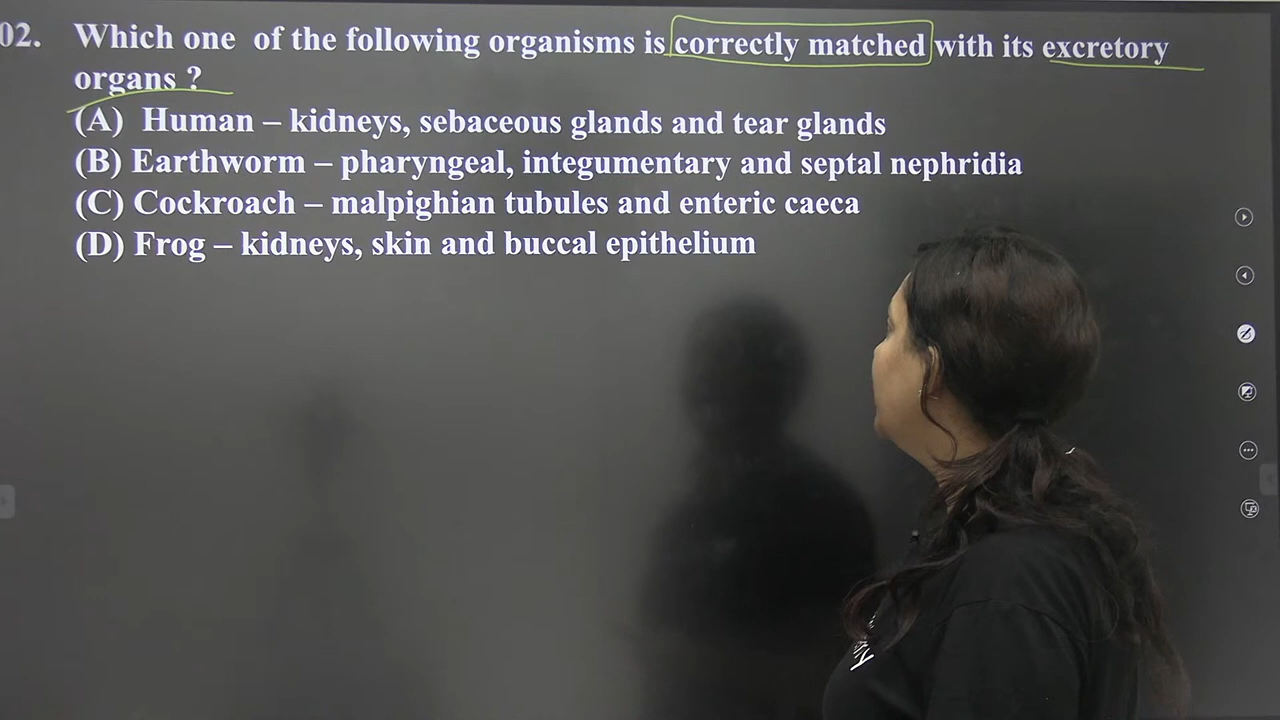 02. Which one of the following organisms is correctly matched with its excretory
organs ?
(A) Human – kidneys, sebaceous glands and tear glands
(B) Earthworm – pharyngeal, integumentary and septal nephridia
(C) Cockroach – malpighian tubules and enteric caeca
(D) Frog – kidneys, skin and buccal epithelium